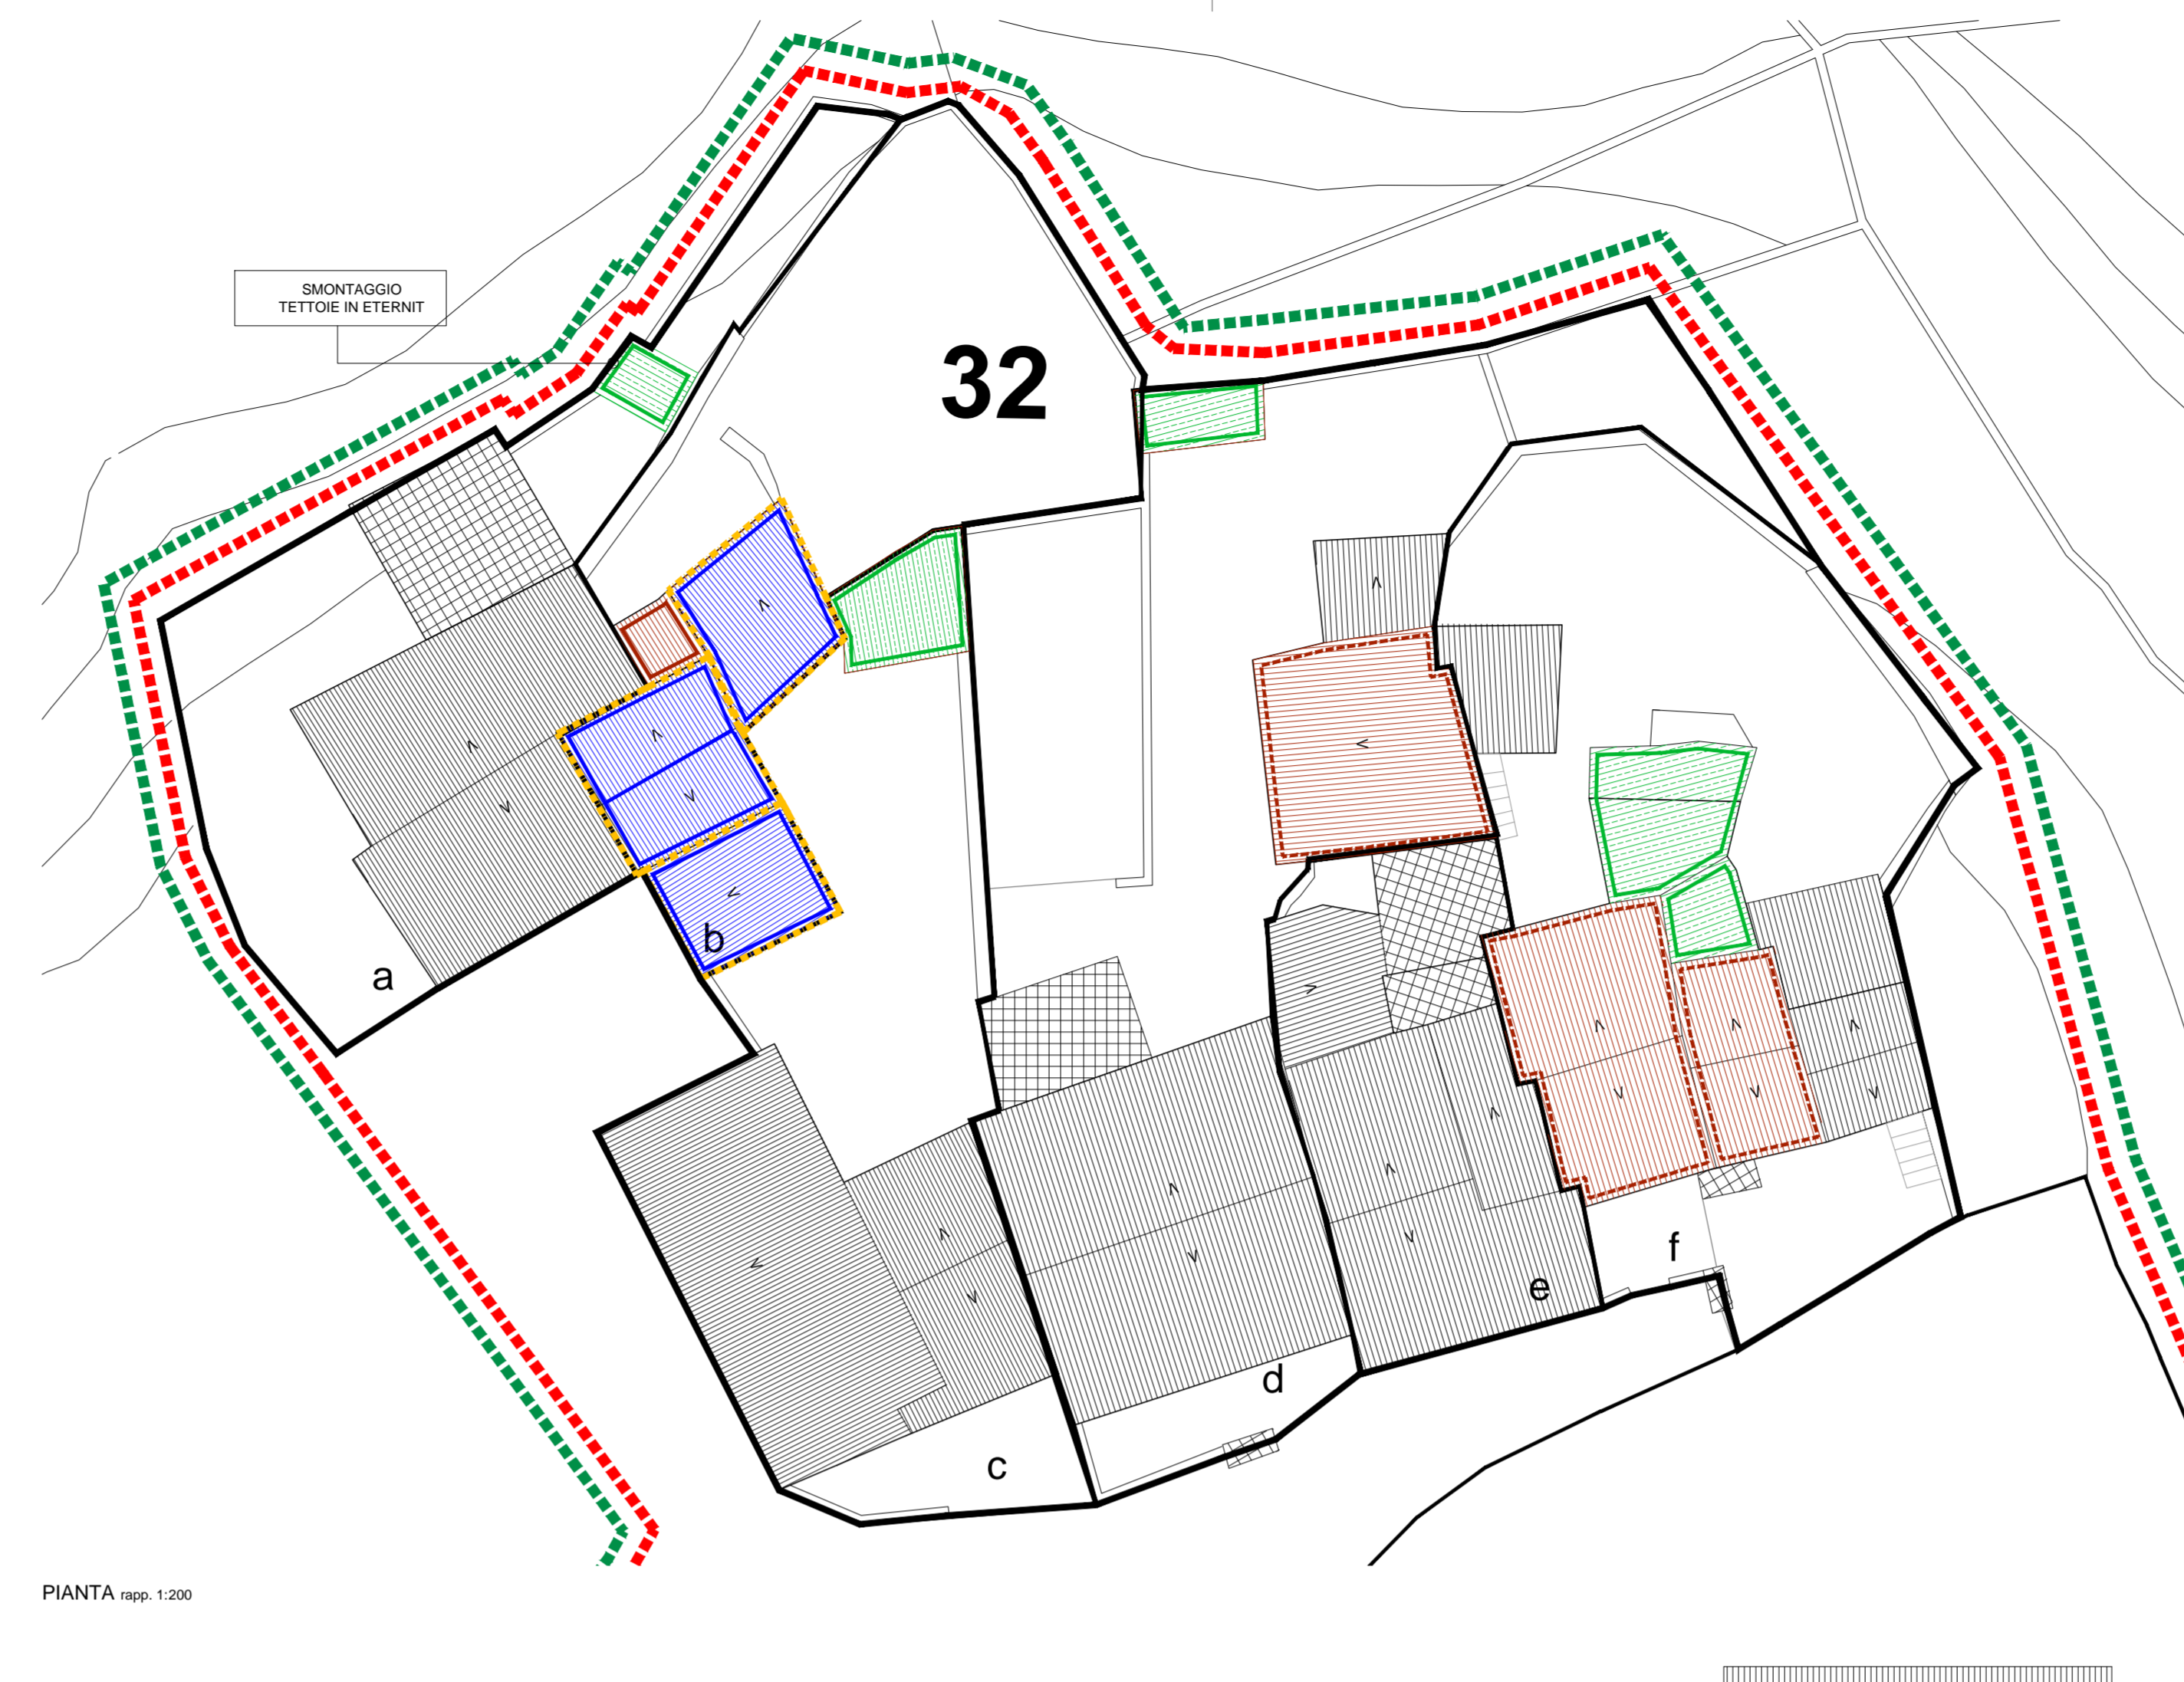 SMONTAGGIO
TETTOIE IN ETERNIT
32
a
b
c
d
e
f
PIANTA rapp. 1:200